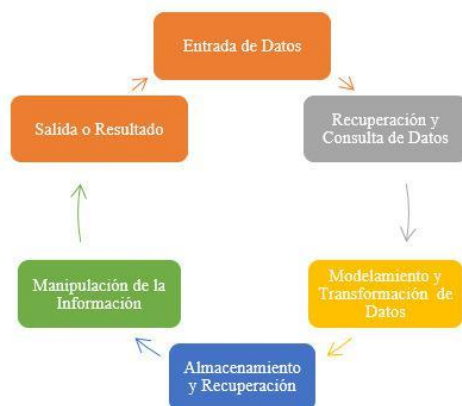 Entrada de Datos
Recuperación y
Consulta de Datos
Modelamiento y
Transformación de
Datos
Almacenamiento
y Recuperación
Manipulación de la
Información
Salida o Resultado